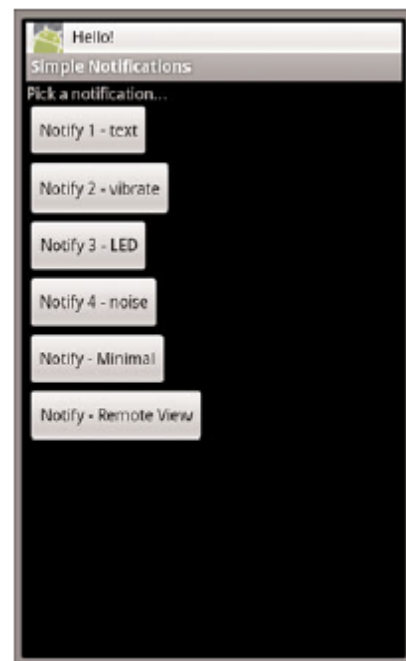 Hello!
Simple Notifications
Pick a notification...
Notify 1 - text
Notify 2 - vibrate
Notify 3 - LED
Notify 4 - noise
Notify - Minimal
Notify - Remote View